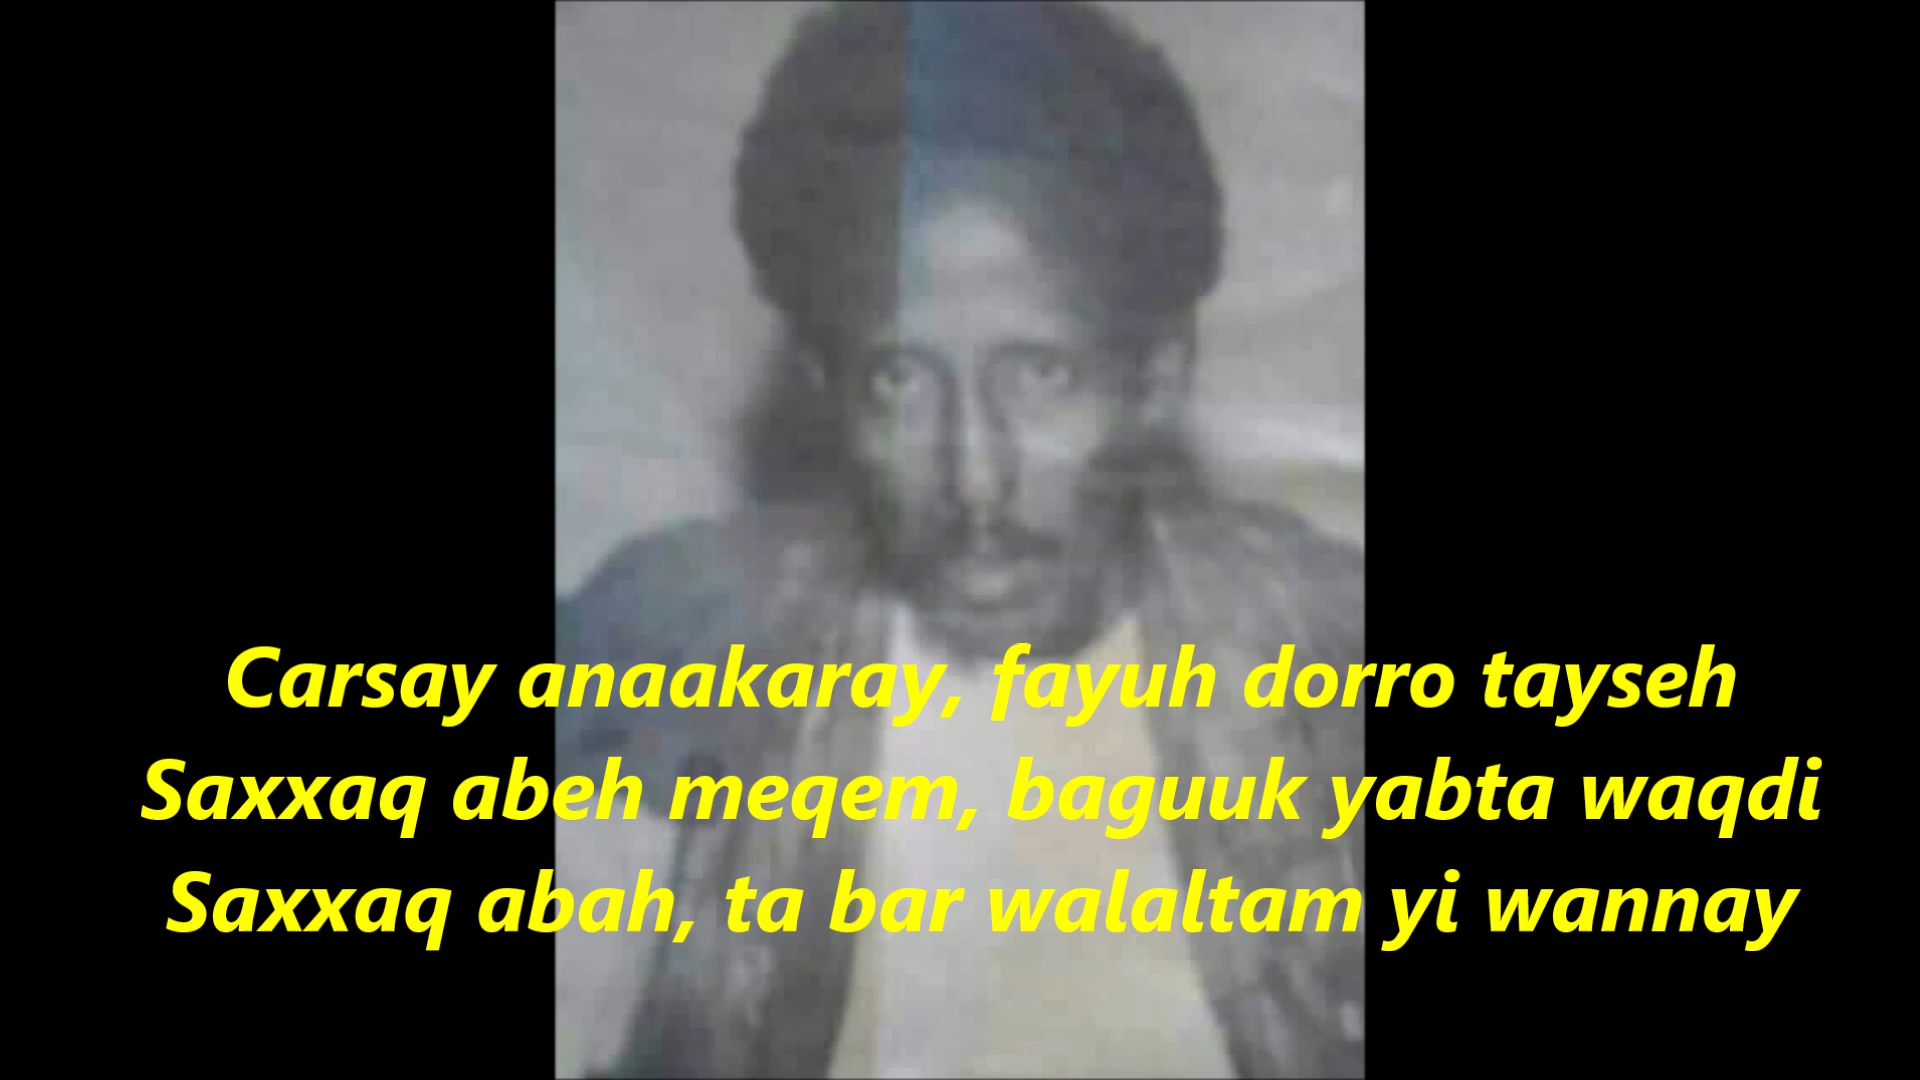 Carsay anaakaray, fayuh dorro tayseh
Saxxaq abeh meqem, baguuk yabta waqdi
Saxxaq abah, ta bar walaltam yi wannay